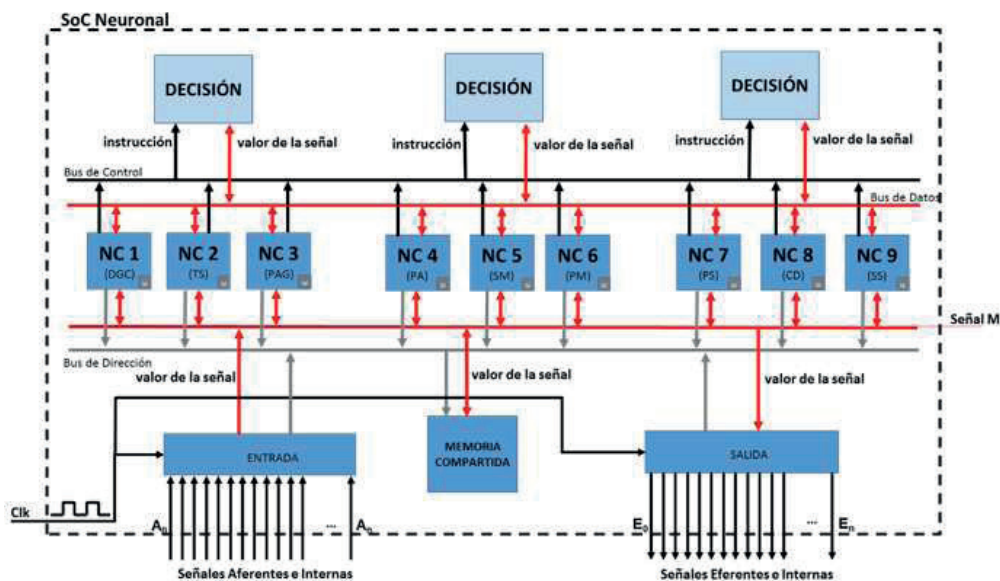 SoC Neuronal
DECISIÓN
DECISIÓN
DECISIÓN
instrucción
valor de la señal
instrucción
valor de la señal
instrucción
valor de la señal
Bus de Control
Bus de Datos
NC 1
(DGC)
NC 2
(TS)
NC 3
(PAG)
NC 4
(PA)
NC 5
(SM)
NC 6
(PM)
NC 7
(PS)
NC 8
(CD)
NC 9
(SS)
Señal M
Bus de Dirección
valor de la señal
valor de la señal
valor de la señal
ENTRADA
MEMORIA
COMPARTIDA
SALIDA
Clk
A0
...
An
E0
...
En
Señales Aferentes e Internas
Señales Eferentes e Internas